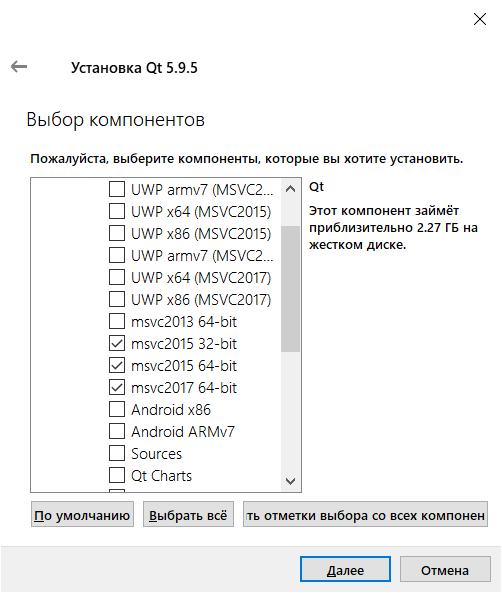 Установка Qt 5.9.5
Выбор компонентов
Пожалуйста, выберите компоненты, которые вы хотите установить.
UWP armv7 (MSVC2...
UWP x64 (MSVC2015)
UWP x86 (MSVC2015)
UWP armv7 (MSVC2...
UWP x64 (MSVC2017)
UWP x86 (MSVC2017)
msvc2013 64-bit
msvc2015 32-bit
msvc2015 64-bit
msvc2017 64-bit
Android x86
Android ARMv7
Sources
Qt Charts
Qt
Этот компонент займёт
приблизительно 2.27 ГБ на
жестком диске.
По умолчанию
Выбрать всё
ть отметки выбора со всех компонен
Далее
Отмена